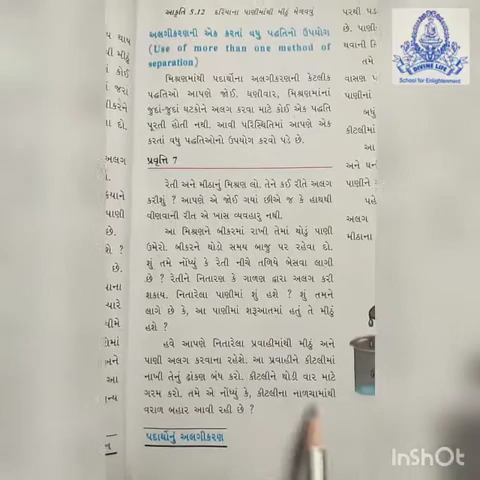 આકૃતિ 5.12 દરિયાના પાણીમાંથી મીઠું મેળવવું
અલગીકરણની એક કરતાં વધુ પદ્ધતિનો ઉપયોગ
(Use of more than one method of
separation)
મિશ્રણમાંથી પદાર્થોના અલગીકરણની કેટલીક
પદ્ધતિઓ આપણે જોઈ. ઘણીવાર, મિશ્રણમાંનાં
જુદાં-જુદાં ઘટકોને અલગ કરવા માટે કોઈ એક પદ્ધતિ
પૂરતી હોતી નથી. આવી પરિસ્થિતિમાં આપણે એક
કરતાં વધુ પદ્ધતિઓનો ઉપયોગ કરવો પડે છે.
પ્રવૃત્તિ 7
રેતી અને મીઠાનું મિશ્રણ લો. તેને કઈ રીતે અલગ
કરીશું ? આપણે એ જોઈ ગયાં છીએ જ કે હાથથી
વીણવાની રીત એ ખાસ વ્યવહારુ નથી.
આ મિશ્રણને બીકરમાં રાખી તેમાં થોડું પાણી
ઉમેરો. બીકરને થોડો સમય બાજુ પર રહેવા દો.
શું તમે નોંધ્યું કે રેતી નીચે તળિયે બેસવા લાગી
છે ? રેતીને નિતારણ કે ગાળણ દ્વારા અલગ કરી
શકાય. નિતારેલા પાણીમાં શું હશે ? શું તમને
લાગે છે કે, આ પાણીમાં શરૂઆતમાં હતું તે મીઠું
હશે ?
હવે આપણે નિતારેલા પ્રવાહીમાંથી મીઠું અને
પાણી અલગ કરવાના રહેશે. આ પ્રવાહીને કીટલીમાં
નાખી તેનું ઢાંકણ બંધ કરો. કીટલીને થોડી વાર માટે
ગરમ કરો. તમે એ નોંધ્યું કે, કીટલીના નાળચામાંથી
વરાળ બહાર આવી રહી છે ?
પદાર્થોનું અલગીકરણ
DIVINE LIFE
School for Enlightenment
InShOt